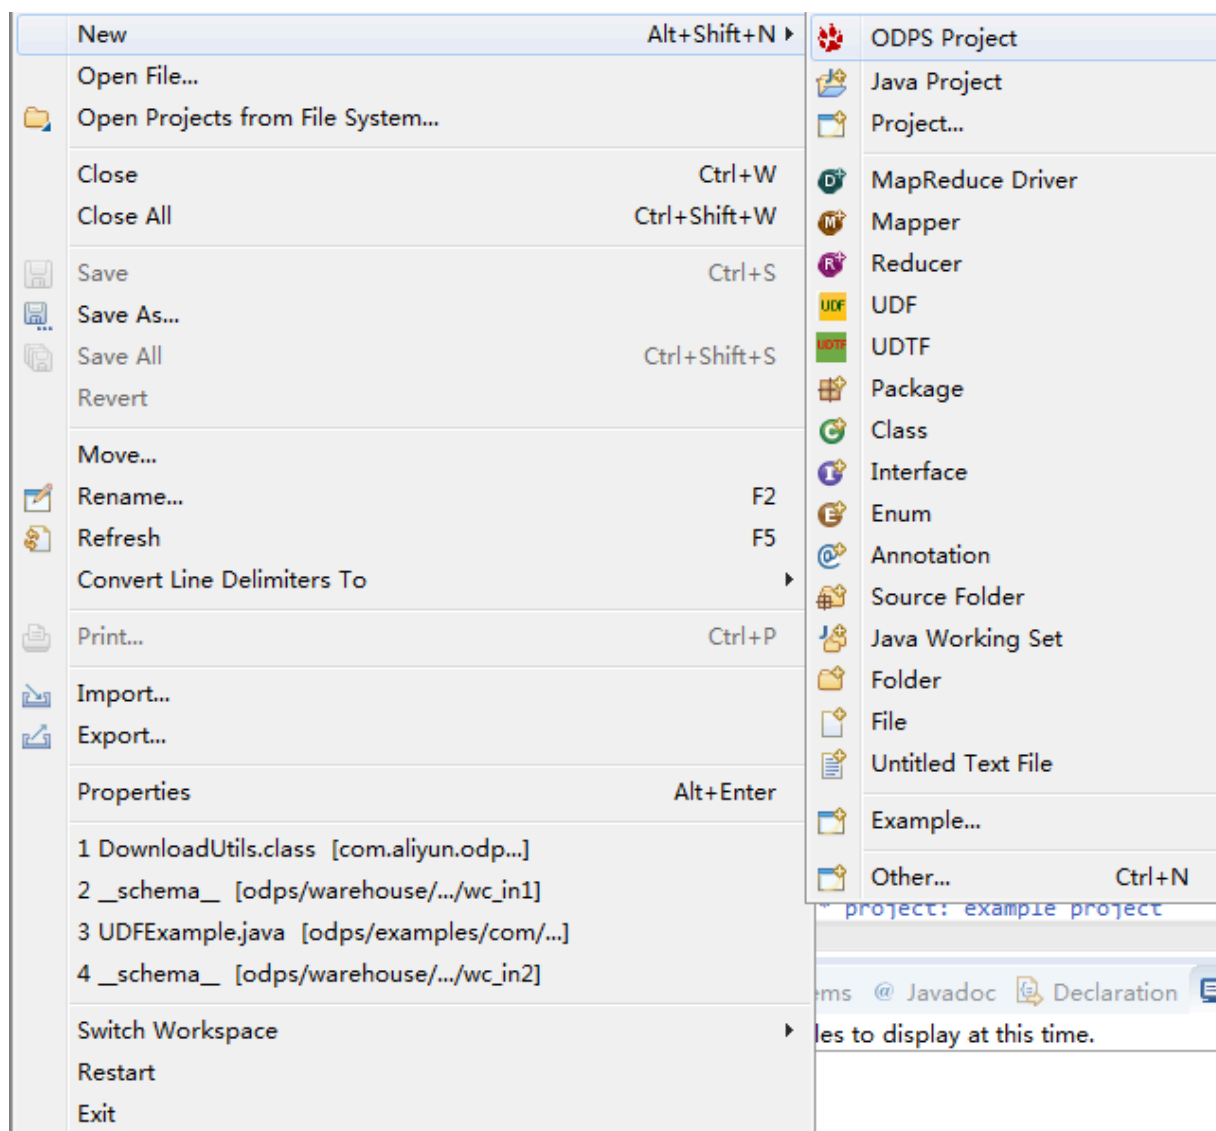 New Alt+Shift+N
Open File...
Open Projects from File System...
Close Ctrl+W
Close All Ctrl+Shift+W
Save Ctrl+S
Save As...
Save All Ctrl+Shift+S
Revert
Move...
Rename... F2
Refresh F5
Convert Line Delimiters To
Print... Ctrl+P
Import...
Export...
Properties Alt+Enter
1 DownloadUtils.class [com.aliyun.odp...]
2 __schema__ [odps/warehouse/.../wc_in1]
3 UDFExample.java [odps/examples/com/...]
4 __schema__ [odps/warehouse/.../wc_in2]
Switch Workspace
Restart
Exit
ODPS Project
Java Project
Project...
D MapReduce Driver
M Mapper
R Reducer
UDF UDF
UDTF UDTF
Package
C Class
I Interface
E Enum
@ Annotation
Source Folder
J Java Working Set
Folder
File
Untitled Text File
Example...
Other... Ctrl+N
* project: example project
ems @ Javadoc Declaration
les to display at this time.